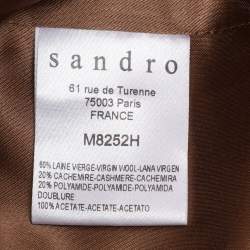 sandro
61 rue de Turenne
75003 Paris
FRANCE
M8252H
60% LAINE VIERGE-VIRGIN WOOL-LANA VIRGEN
20% CACHEMIRE-CASHMERE-CACHEMIRA
20% POLYAMIDE-POLYAMIDE-POLYAMIDA
DOUBLURE
100% ACETATE-ACETATE-ACETATO